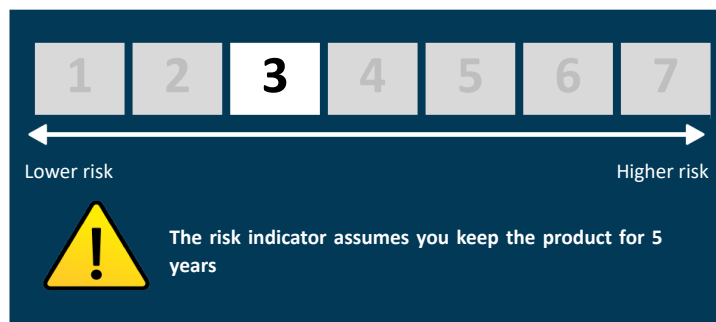 1 2 3 4 5 6 7
Lower risk Higher risk
!
The risk indicator assumes you keep the product for 5
years